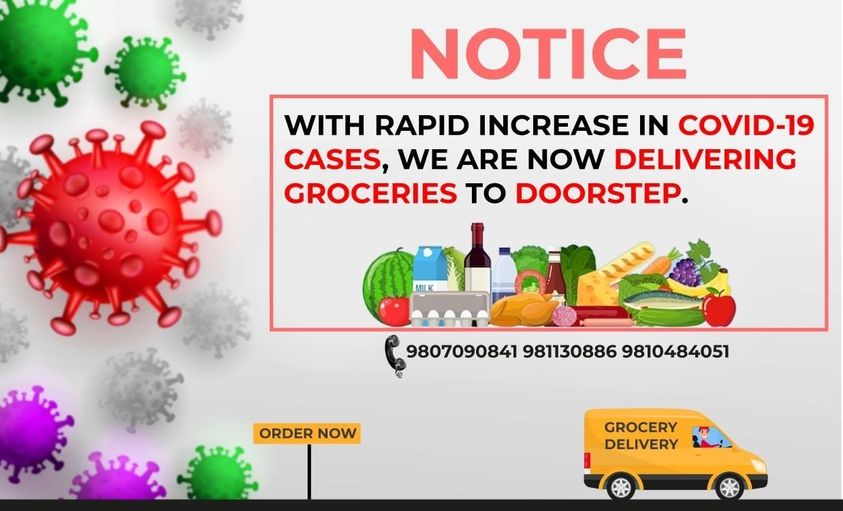 NOTICE
WITH RAPID INCREASE IN COVID-19
CASES, WE ARE NOW DELIVERING
GROCERIES TO DOORSTEP.
MILK
9807090841 981130886 9810484051
ORDER NOW
GROCERY
DELIVERY